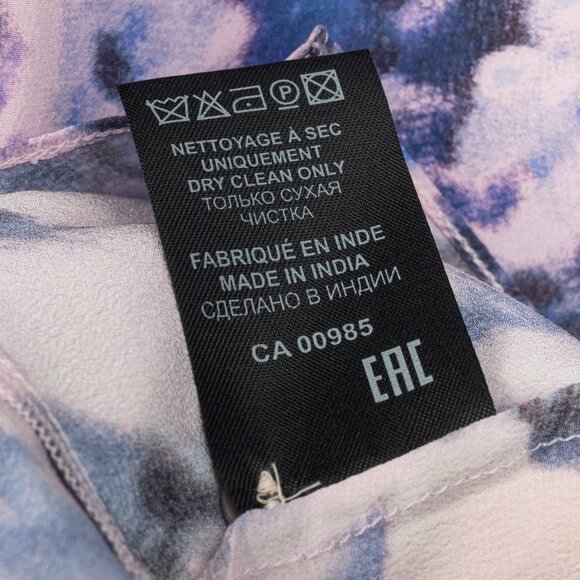 NETTOYAGE À SEC
UNIQUEMENT
DRY CLEAN ONLY
ТОЛЬКО СУХАЯ
ЧИСТКА
FABRIQUÉ EN INDE
MADE IN INDIA
СДЕЛАНО В ИНДИИ
CA 00985
EAC